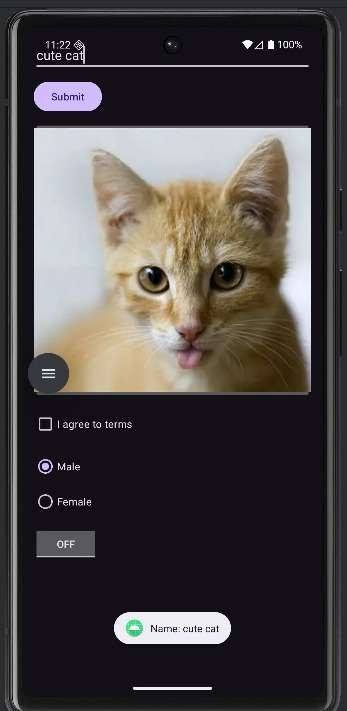 11:22
100%
cute cat
Submit
I agree to terms
Male
Female
OFF
Name: cute cat